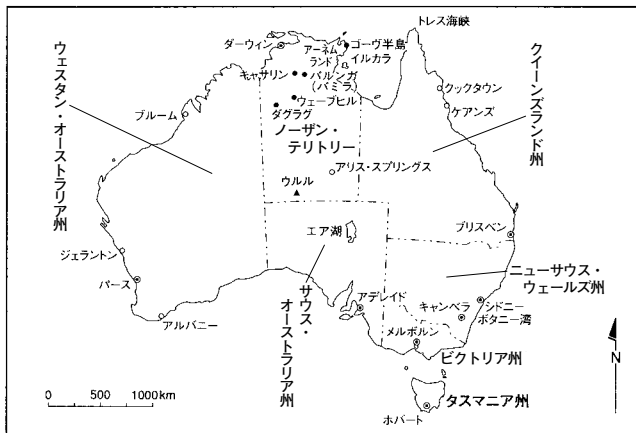 トレス海峡
ダーウィン
アーネム
ランド
ゴーヴ半島
イルカラ
キャサリン
バルンガ
(バミラ)
ウェーブヒル
ダグラグ
ブルーム
クックタウン
ケアンズ
ウェスタン・オーストラリア州
クイーンズランド州
ノーザン・
テリトリー
アリス・スプリングス
ウルル
エア湖
ブリスベン
ジェラルトン
パース
アルバニー
サウス・
オーストラリア州
アデレイド
ニューサウス・
ウェールズ州
キャンベラ
シドニー
ボタニー湾
メルボルン
ビクトリア州
タスマニア州
ホバート
0 500 1000km
N